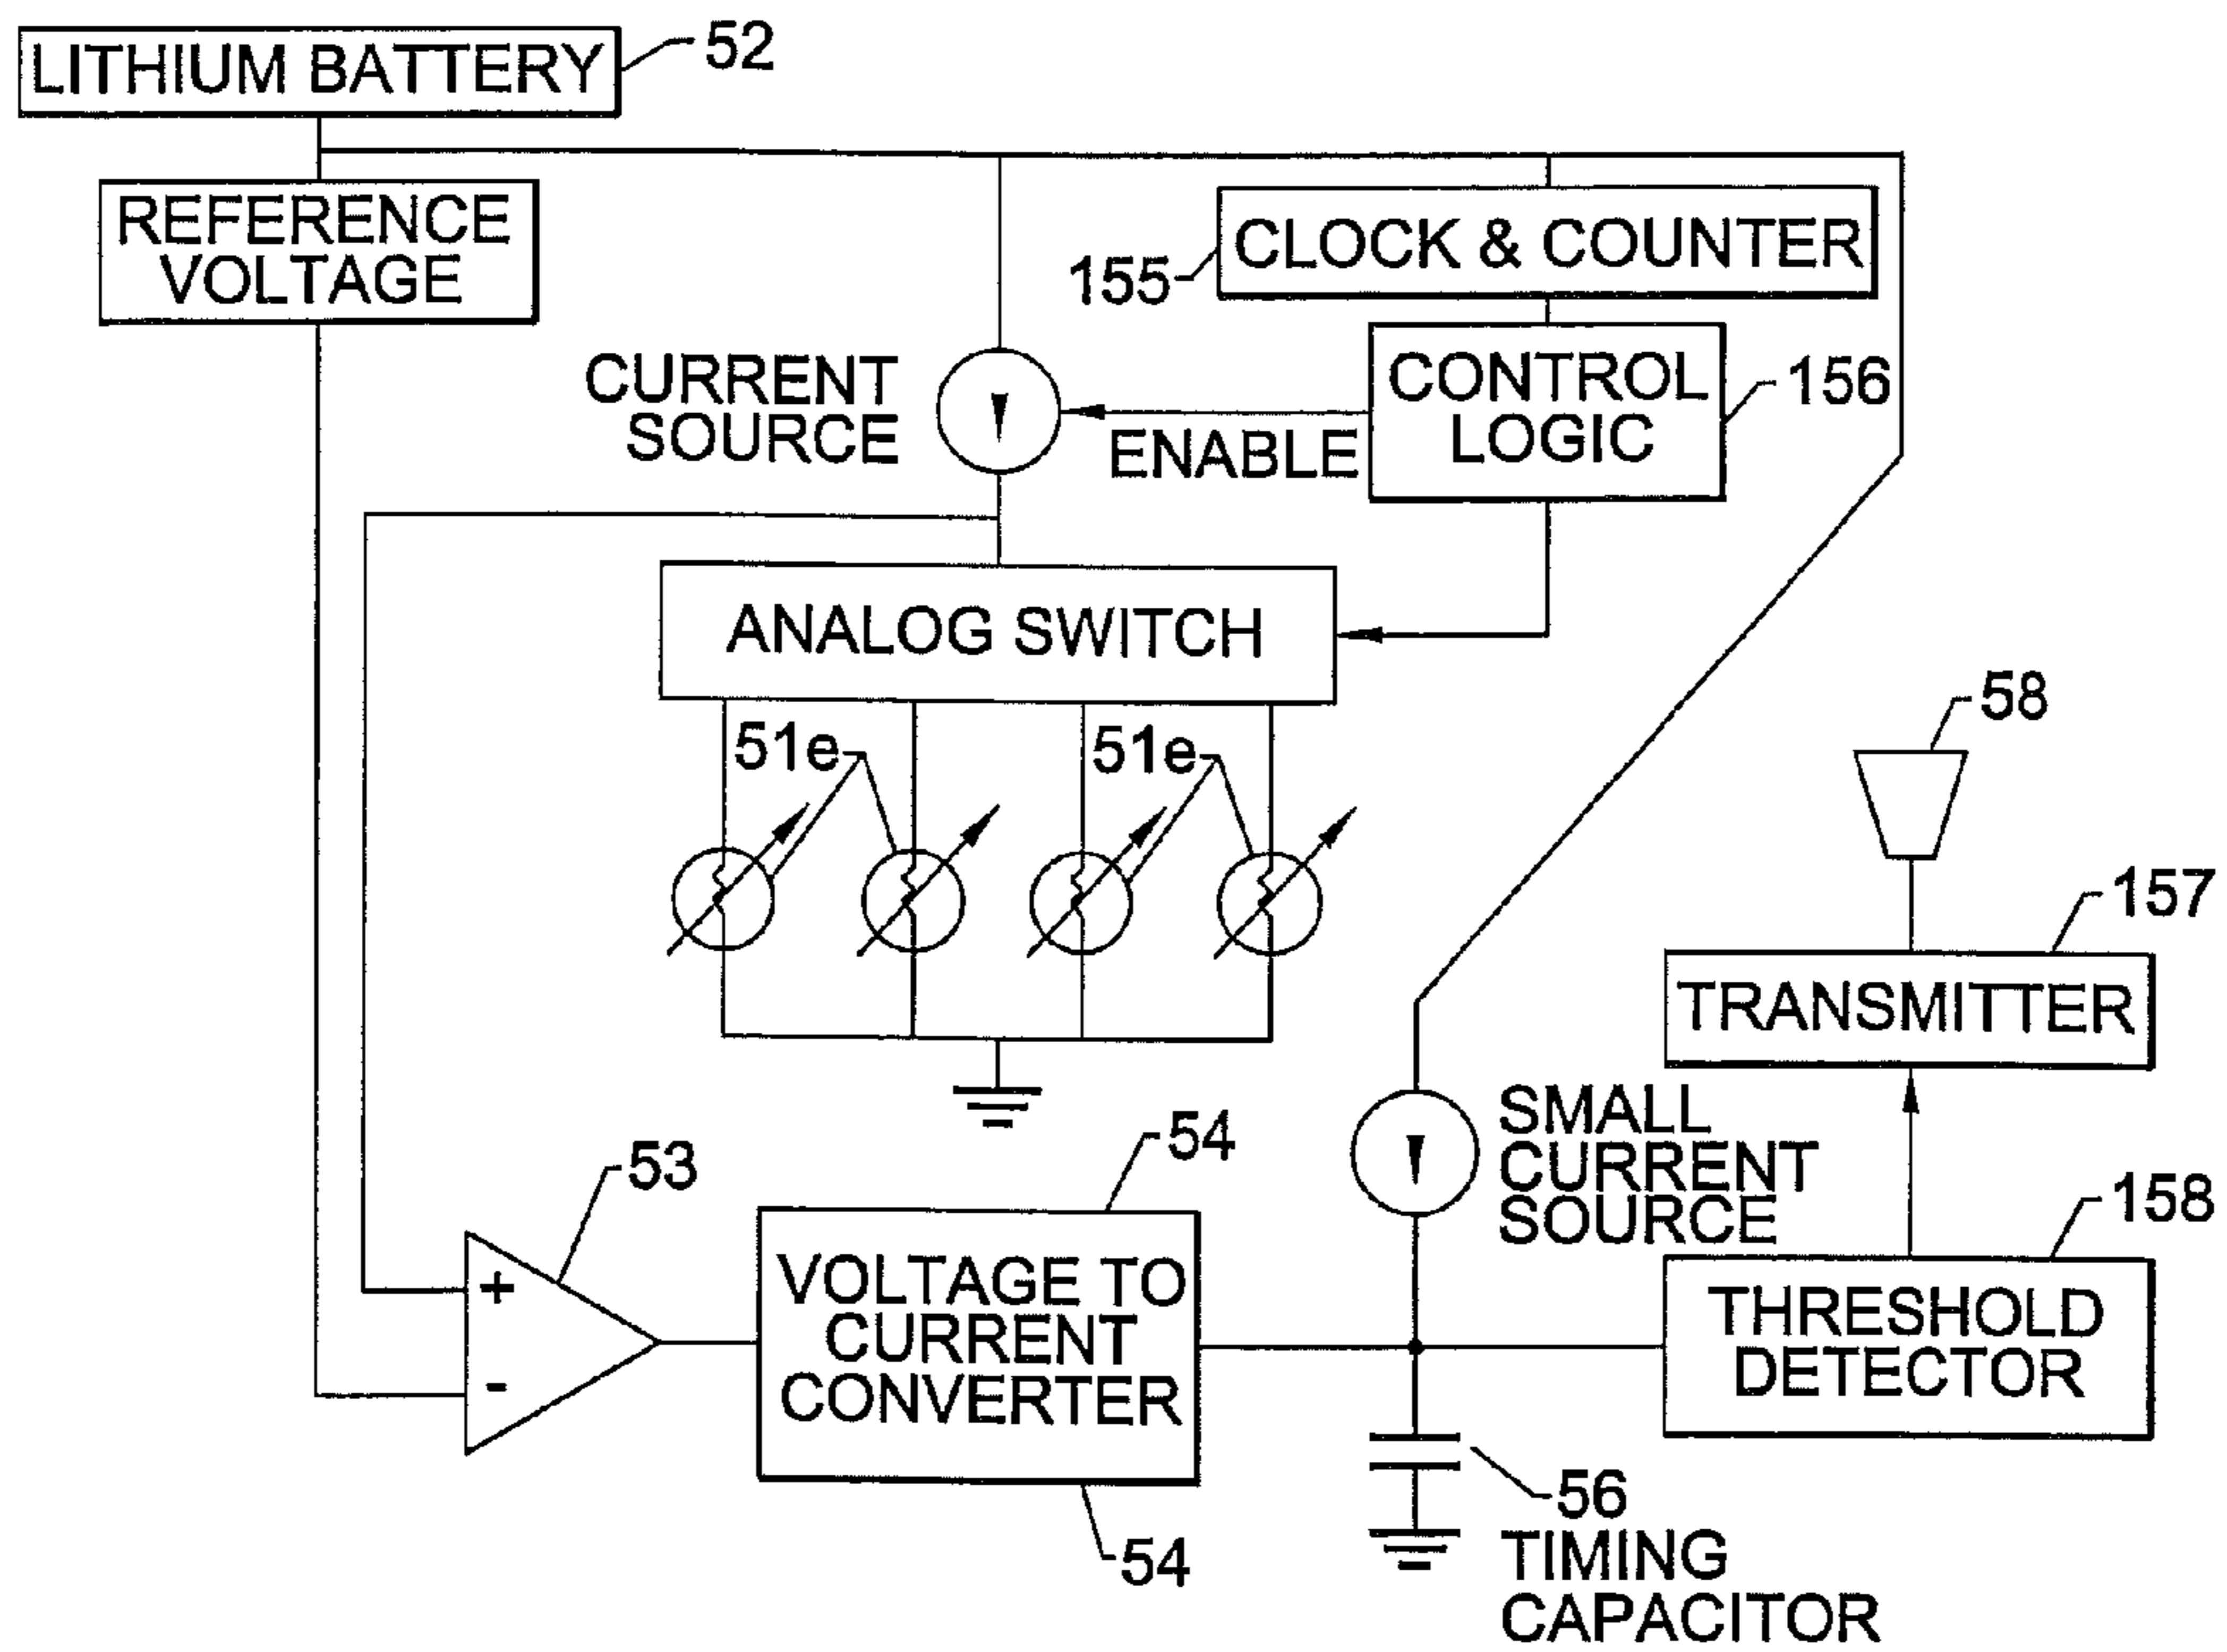 LITHIUM BATTERY
52
REFERENCE
VOLTAGE
CLOCK & COUNTER
155
CURRENT
SOURCE
ENABLE
CONTROL
LOGIC
156
ANALOG SWITCH
51e
51e
58
157
TRANSMITTER
SMALL
CURRENT
SOURCE
53
+
-
54
VOLTAGE TO
CURRENT
CONVERTER
54
158
THRESHOLD
DETECTOR
56
TIMING
CAPACITOR